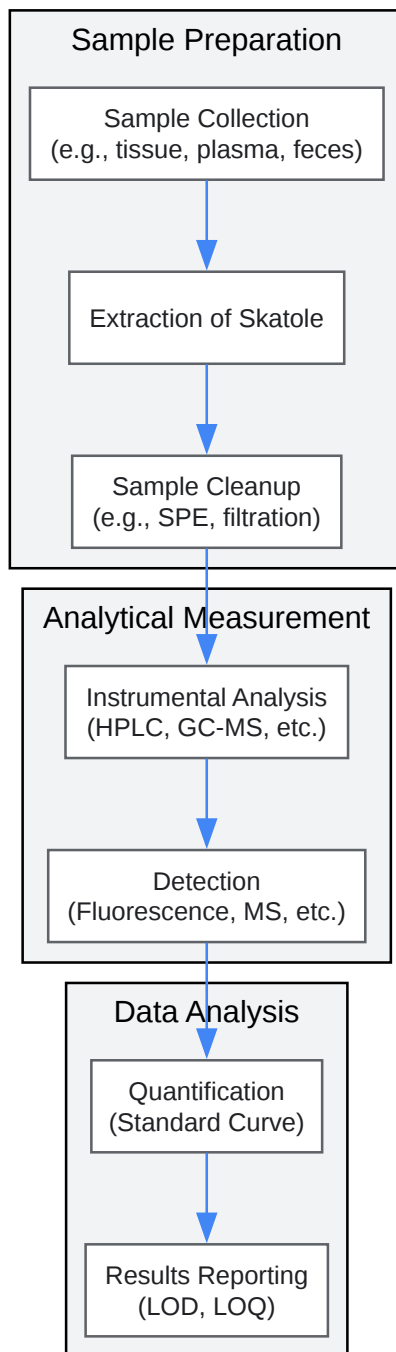 Sample Preparation
Sample Collection
(e.g., tissue, plasma, feces)
Extraction of Skatole
Sample Cleanup
(e.g., SPE, filtration)
Analytical Measurement
Instrumental Analysis
(HPLC, GC-MS, etc.)
Detection
(Fluorescence, MS, etc.)
Data Analysis
Quantification
(Standard Curve)
Results Reporting
(LOD, LOQ)